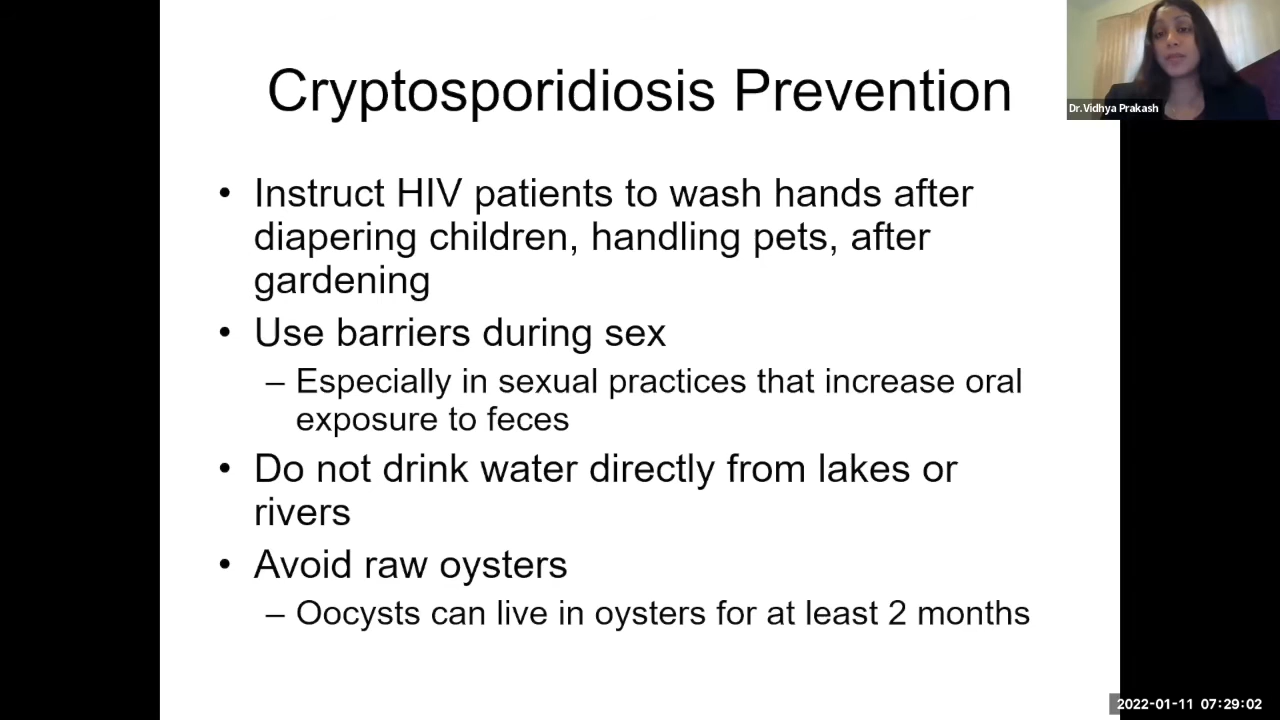 Cryptosporidiosis Prevention
Dr.Vidhya Prakash
• Instruct HIV patients to wash hands after
diapering children, handling pets, after
gardening
• Use barriers during sex
– Especially in sexual practices that increase oral
exposure to feces
• Do not drink water directly from lakes or
rivers
• Avoid raw oysters
– Oocysts can live in oysters for at least 2 months
2022-01-11 07:29:02